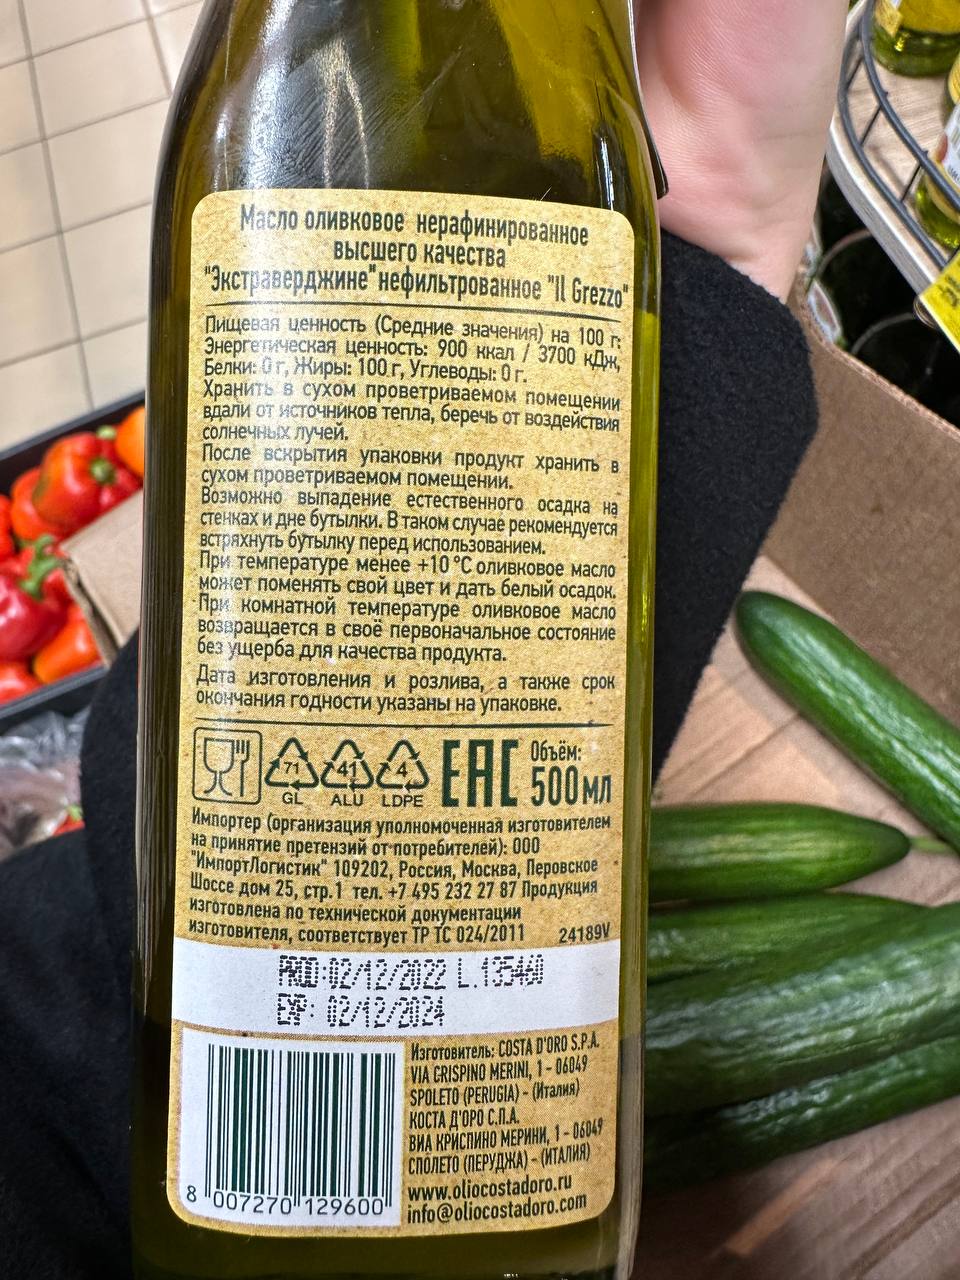 Масло оливковое нерафинированное
высшего качества
"Экстраверджине" нефильтрованное "Il Grezzo"
Пищевая ценность (Средние значения) на 100 г:
Энергетическая ценность: 900 ккал / 3700 кДж,
Белки: 0 г, Жиры: 100 г, Углеводы: 0 г.
Хранить в сухом проветриваемом помещении
вдали от источников тепла, беречь от воздействия
солнечных лучей.
После вскрытия упаковки продукт хранить в
сухом проветриваемом помещении.
Возможно выпадение естественного осадка на
стенках и дне бутылки. В таком случае рекомендуется
встряхнуть бутылку перед использованием.
При температуре менее +10 °C оливковое масло
может поменять свой цвет и дать белый осадок.
При комнатной температуре оливковое масло
возвращается в своё первоначальное состояние
без ущерба для качества продукта.
Дата изготовления и розлива, а также срок
окончания годности указаны на упаковке.
71 41 4
GL ALU LDPE
EAC
Объём:
500 мл
Импортер (организация уполномоченная изготовителем
на принятие претензий от потребителей): ООО
"ИмпортЛогистик" 109202, Россия, Москва, Перовское
Шоссе дом 25, стр.1 тел. +7 495 232 27 87 Продукция
изготовлена по технической документации
изготовителя, соответствует ТР ТС 024/2011 24189V
PROD:02/12/2022 L.135460
EXP: 02/12/2024
Изготовитель: COSTA D'ORO S.P.A.
VIA CRISPINO MERINI, 1 - 06049
SPOLETO (PERUGIA) - (Италия)
КОСТА Д'ОРО С.П.А.
ВИА КРИСПИНО МЕРИНИ, 1 - 06049
СПОЛЕТО (ПЕРУДЖА) - (ИТАЛИЯ)
www.oliocostadoro.ru
info@oliocostadoro.com
8 007270 129600